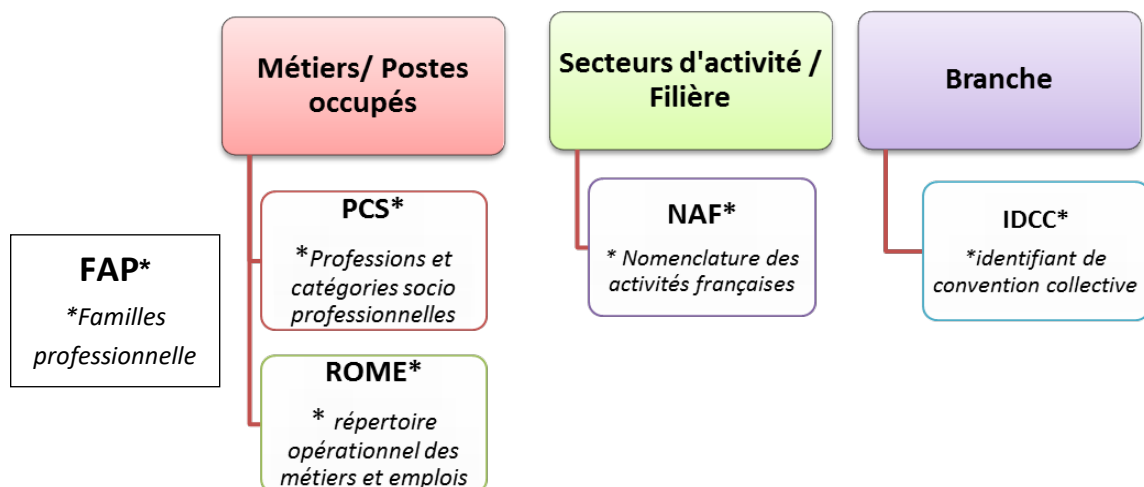 Métiers/ Postes
occupés
Secteurs d'activité /
Filière
Branche
FAP*
*Familles
professionnelle
PCS*
*Professions et
catégories socio
professionnelles
ROME*
* répertoire
opérationnel des
métiers et emplois
NAF*
* Nomenclature des
activités françaises
IDCC*
*identifiant de
convention collective